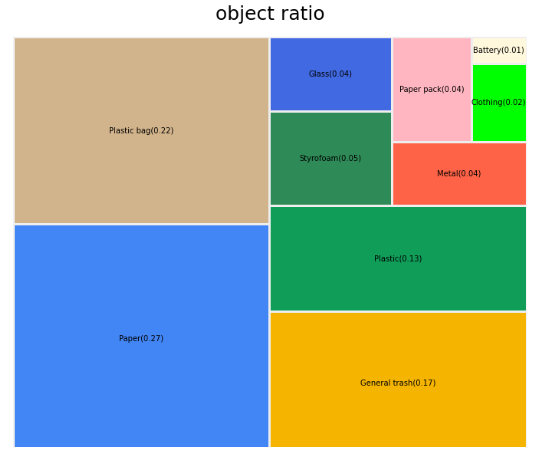 object ratio
Plastic bag(0.22)
Glass(0.04)
Paper pack(0.04)
Battery(0.01)
Clothing(0.02)
Styrofoam(0.05)
Metal(0.04)
Plastic(0.13)
Paper(0.27)
General trash(0.17)